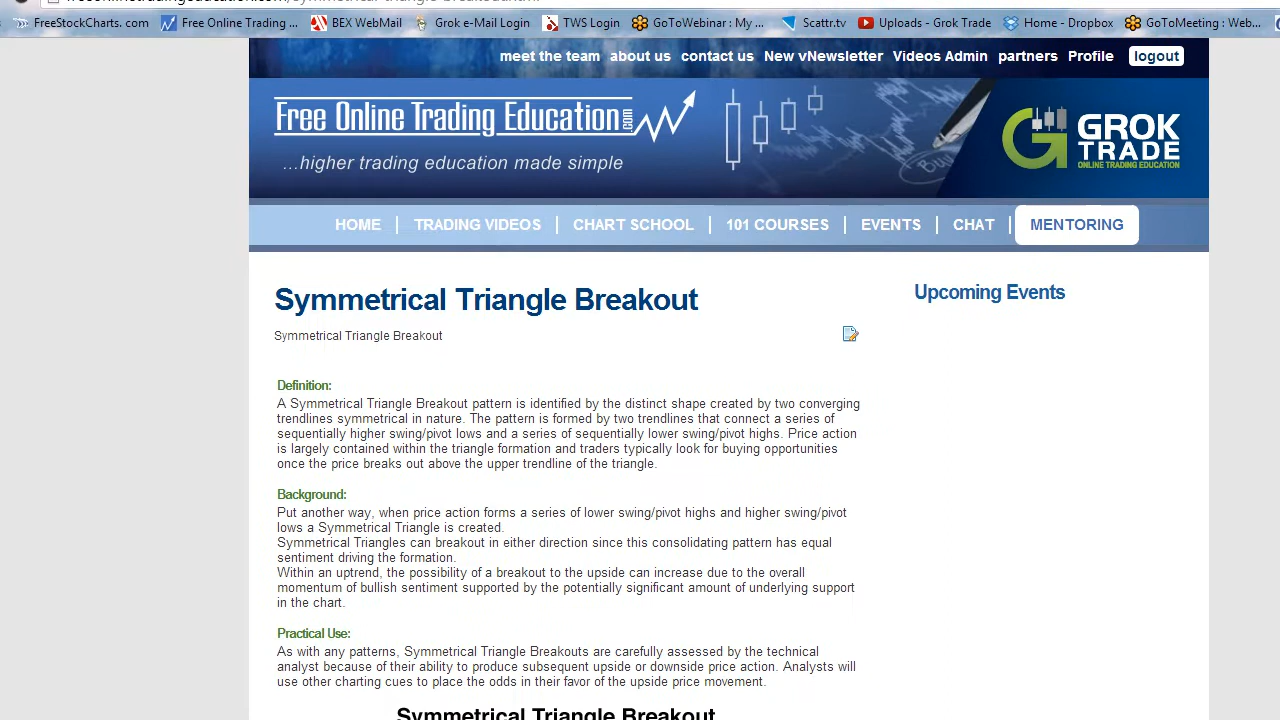 FreeStockCharts.com
Free Online Trading ...
BEX WebMail
Grok e-Mail Login
TWS Login
GoToWebinar : My ...
Scattr.tv
Uploads - Grok Trade
Home - Dropbox
GoToMeeting : Web...
meet the team about us contact us New vNewsletter Videos Admin partners Profile logout
Free Online Trading Education.com
...higher trading education made simple
Buy
GROK
TRADE
ONLINE TRADING EDUCATION
HOME | TRADING VIDEOS | CHART SCHOOL | 101 COURSES | EVENTS | CHAT | MENTORING
Symmetrical Triangle Breakout
Upcoming Events
Symmetrical Triangle Breakout
Definition:
A Symmetrical Triangle Breakout pattern is identified by the distinct shape created by two converging
trendlines symmetrical in nature. The pattern is formed by two trendlines that connect a series of
sequentially higher swing/pivot lows and a series of sequentially lower swing/pivot highs. Price action
is largely contained within the triangle formation and traders typically look for buying opportunities
once the price breaks out above the upper trendline of the triangle.
Background:
Put another way, when price action forms a series of lower swing/pivot highs and higher swing/pivot
lows a Symmetrical Triangle is created.
Symmetrical Triangles can breakout in either direction since this consolidating pattern has equal
sentiment driving the formation.
Within an uptrend, the possibility of a breakout to the upside can increase due to the overall
momentum of bullish sentiment supported by the potentially significant amount of underlying support
in the chart.
Practical Use:
As with any patterns, Symmetrical Triangle Breakouts are carefully assessed by the technical
analyst because of their ability to produce subsequent upside or downside price action. Analysts will
use other charting cues to place the odds in their favor of the upside price movement.
Symmetrical Triangle Breakout